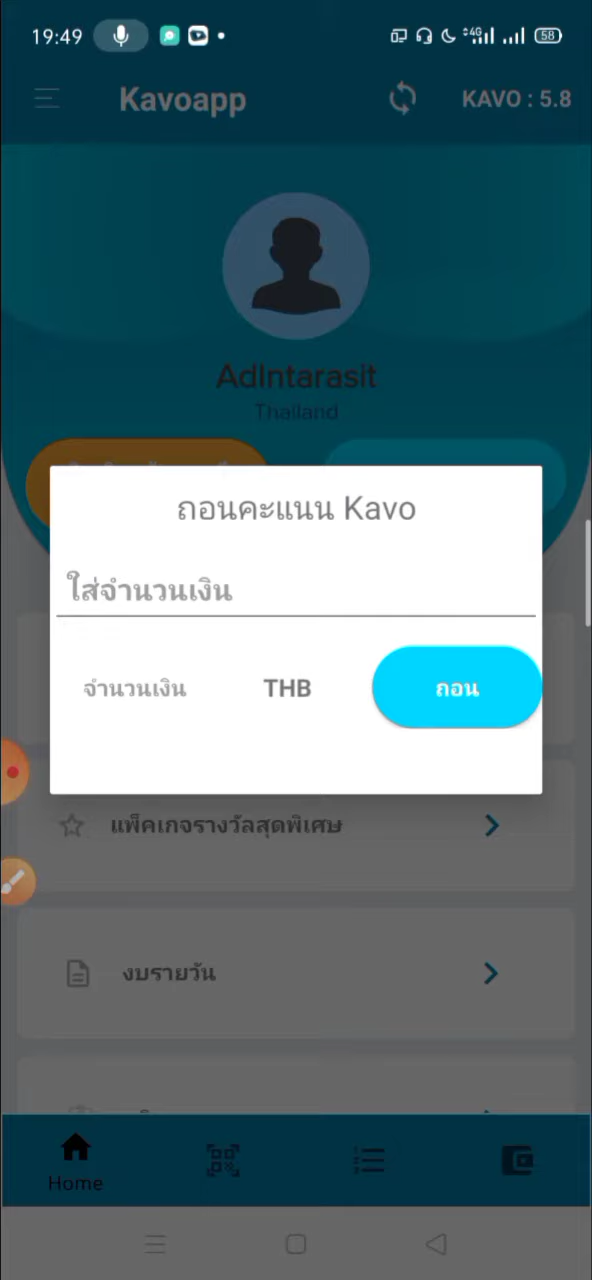 19:49
4G
58
Kavoapp
KAVO : 5.8
AdIntarasit
Thailand
ถอนคะแนน Kavo
ใส่จำนวนเงิน
จำนวนเงิน THB ถอน
แพ็คเกจรางวัลสุดพิเศษ
งบรายวัน
Home